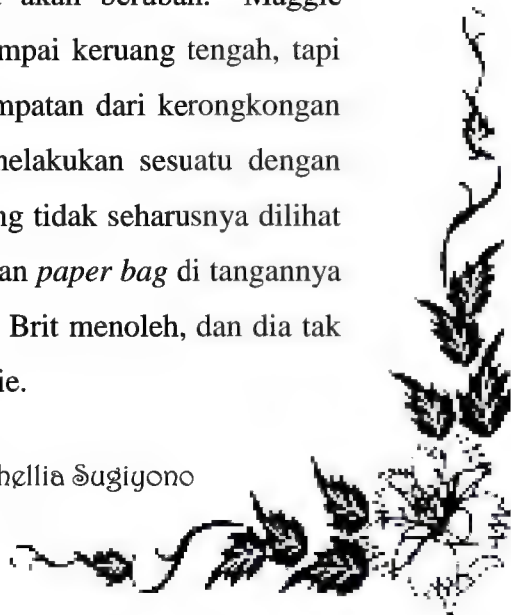 akan berubah. Maggie
mpai keruang tengah, tapi
mpatan dari kerongkongan
nelakukan sesuatu dengan
ng tidak seharusnya dilihat
an paper bag di tangannya
Brit menoleh, dan dia tak
ie.
hellia Sugiyono